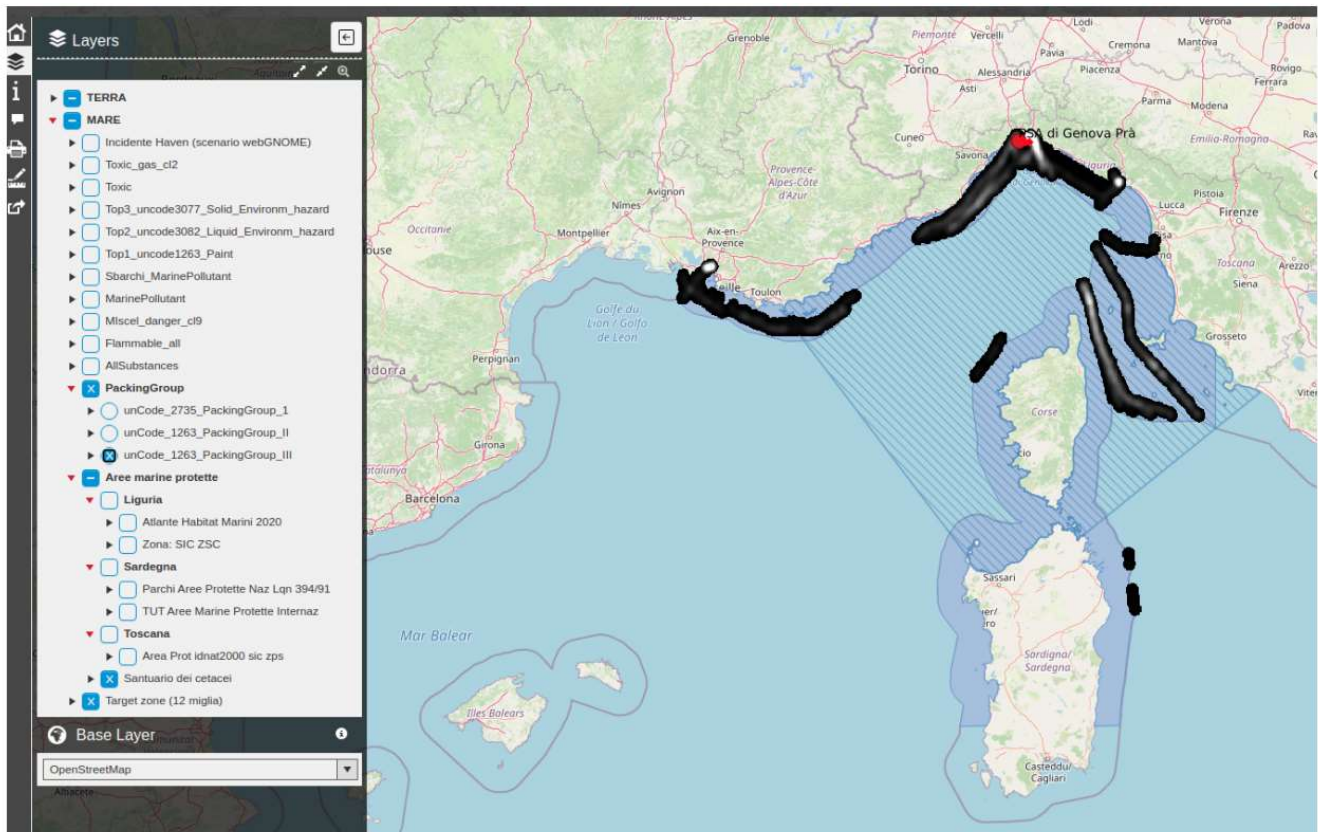 Layers
TERRA
MARE
Incidente Haven (scenario webGNOME)
Toxic_gas_cl2
Toxic
Top3_uncode3077_Solid_Environm_hazard
Top2_uncode3082_Liquid_Environm_hazard
Top1_uncode1263_Paint
Sbarchi_MarinePollutant
MarinePollutant
MIscel_danger_cl9
Flammable_all
AllSubstances
PackingGroup
unCode_2735_PackingGroup_1
unCode_1263_PackingGroup_II
unCode_1263_PackingGroup_III
Aree marine protette
Liguria
Atlante Habitat Marini 2020
Zona: SIC ZSC
Sardegna
Parchi Aree Protette Naz Lqn 394/91
TUT Aree Marine Protette Internaz
Toscana
Area Prot idnat2000 sic zps
Santuario dei cetacei
Target zone (12 miglia)
Base Layer
OpenStreetMap
Albacete
Grenoble
Piemonte
Vercelli
Lodi
Verona
Padova
Pavia
Cremona
Mantova
Torino
Alessandria
Piacenza
Rovigo
Asti
Ferrara
Parma
Modena
Cuneo
PSA di Genova Prà
Savona
Liguria
Emilia-Romagna
Provence-
Alpes-Côte
d'Azur
Avignon
Nîmes
Occitanie
Montpellier
Aix-en-
Provence
Toulon
Lucca
Pistoia
Firenze
Toscana
Arezzo
Siena
Grosseto
Golfe du
Lion / Golfo
de Leon
Perpignan
Girona
Barcelona
Corse
Sassari
Mar Balear
Sardigna/
Sardegna
Illes Balears
Casteddu/
Cagliari